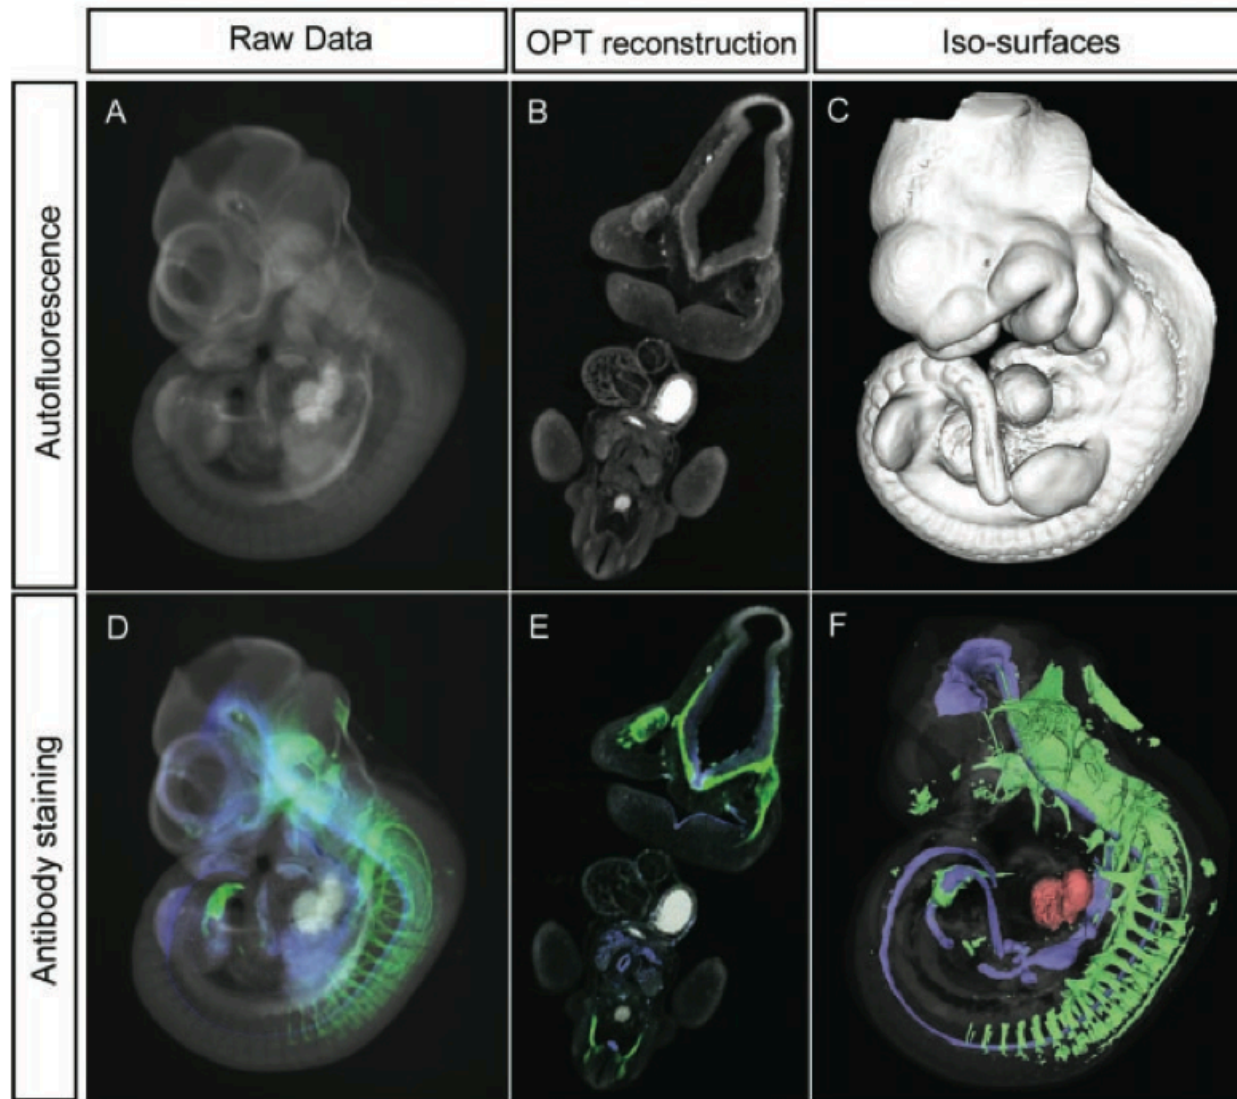 Raw Data
OPT reconstruction
Iso-surfaces
Autofluorescence
A
B
C
Antibody staining
D
E
F